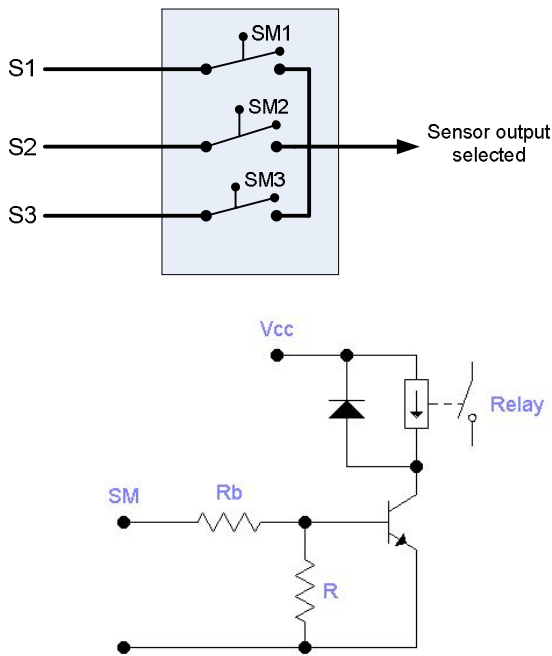 SM1
S1
SM2
S2
Sensor output
selected
SM3
S3
Vcc
Relay
SM
Rb
R